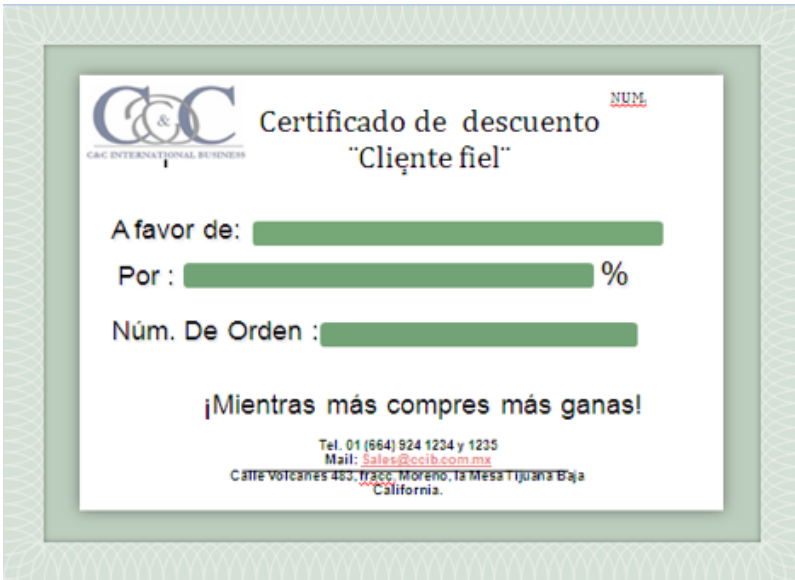 C&C
C&C INTERNATIONAL BUSINESS
NUM.
Certificado de descuento
¨Cliente fiel¨
A favor de:
Por : %
Núm. De Orden :
¡Mientras más compres más ganas!
Tel. 01 (664) 924 1234 y 1235
Mail: Sales@ccib.com.mx
Calle Volcanes 483, fracc, Moreno, la Mesa Tijuana Baja
California.